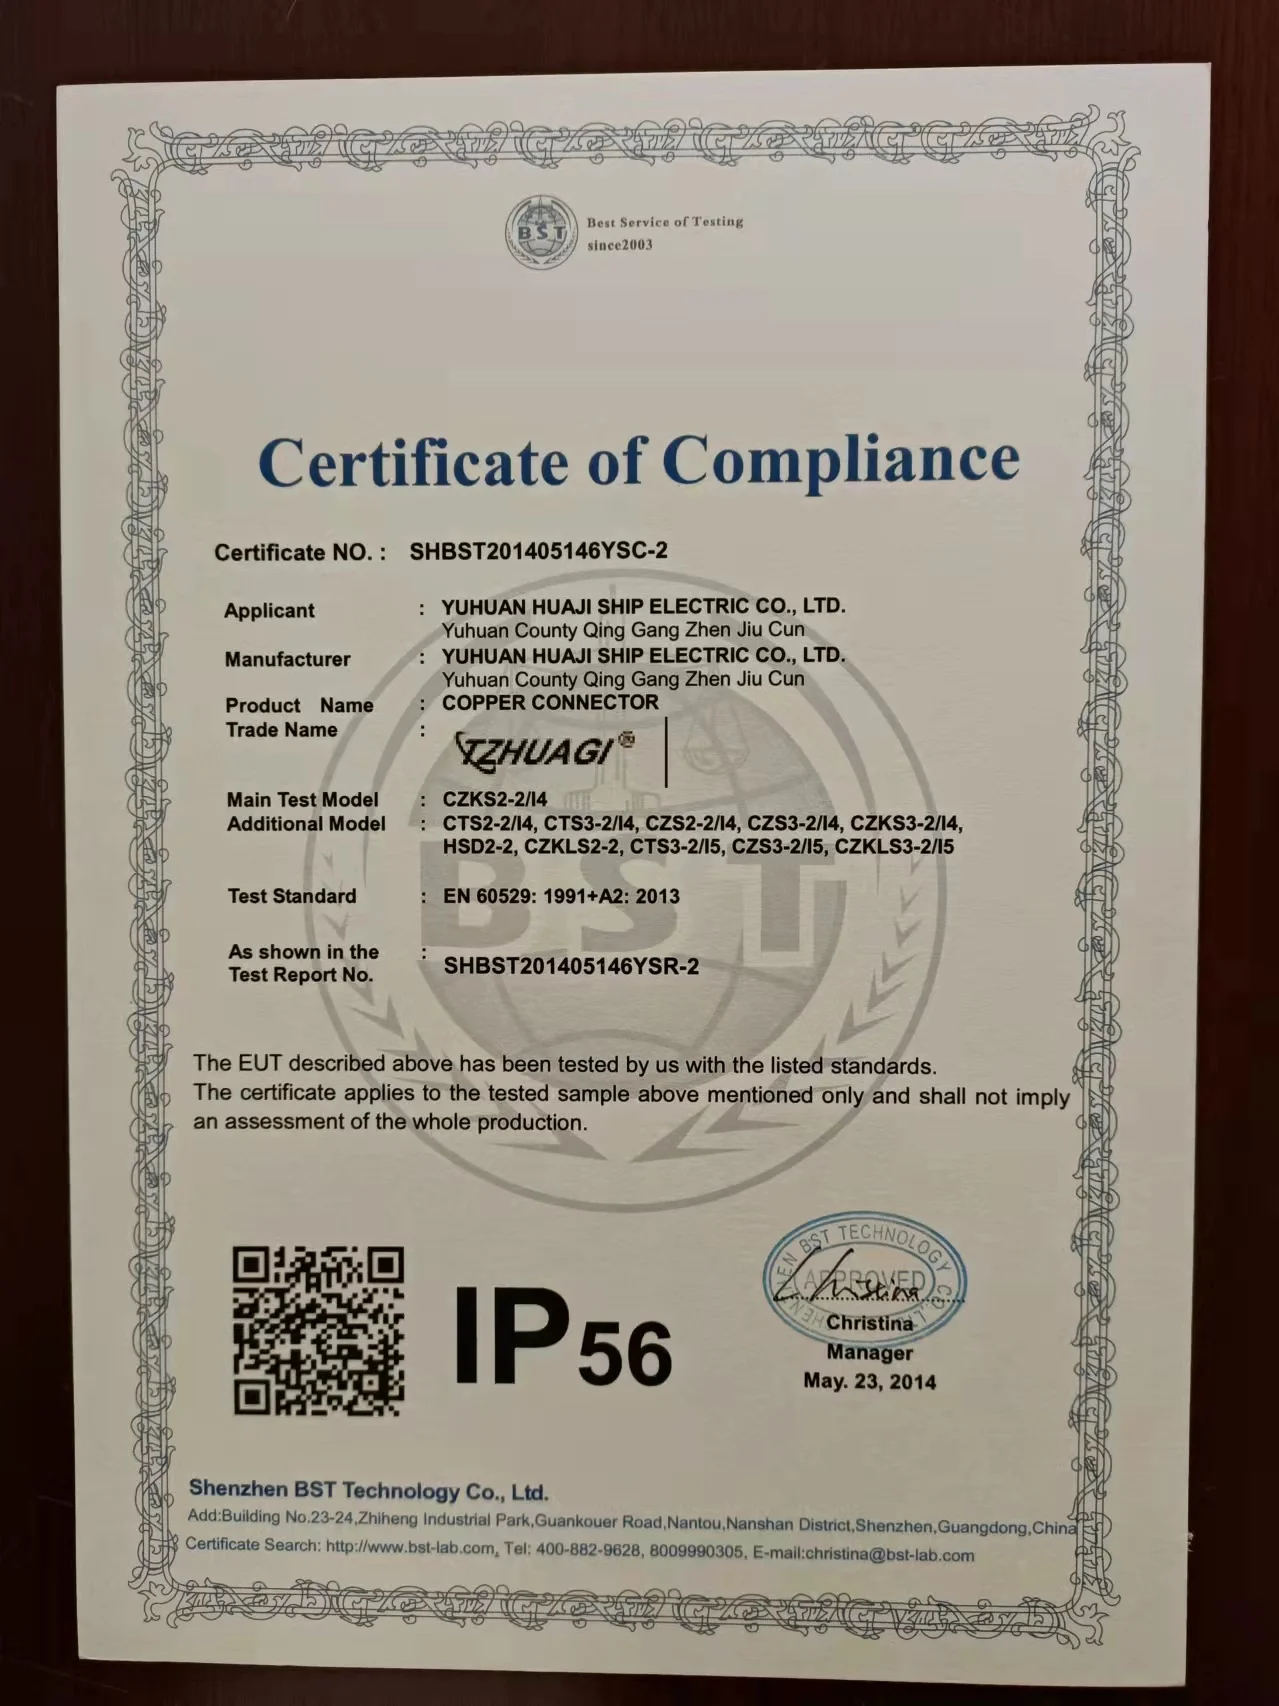 BST
Best Service of Testing
since2003
Certificate of Compliance
Certificate NO. : SHBST201405146YSC-2
Applicant : YUHUAN HUAJI SHIP ELECTRIC CO., LTD.
Yuhuan County Qing Gang Zhen Jiu Cun
Manufacturer : YUHUAN HUAJI SHIP ELECTRIC CO., LTD.
Yuhuan County Qing Gang Zhen Jiu Cun
Product Name : COPPER CONNECTOR
Trade Name : TZHUAGI®
Main Test Model : CZKS2-2/I4
Additional Model : CTS2-2/I4, CTS3-2/I4, CZS2-2/I4, CZS3-2/I4, CZKS3-2/I4,
HSD2-2, CZKLS2-2, CTS3-2/I5, CZS3-2/I5, CZKLS3-2/I5
BST
Test Standard : EN 60529: 1991+A2: 2013
As shown in the :
Test Report No. SHBST201405146YSR-2
The EUT described above has been tested by us with the listed standards.
The certificate applies to the tested sample above mentioned only and shall not imply
an assessment of the whole production.
IP56
BST TECHNOLOGY CO
APPROVED
Christina
Christina
Manager
May. 23, 2014
Shenzhen BST Technology Co., Ltd.
Add:Building No.23-24,Zhiheng Industrial Park,Guankouer Road,Nantou,Nanshan District,Shenzhen,Guangdong,China
Certificate Search: http://www.bst-lab.com, Tel: 400-882-9628, 8009990305, E-mail:christina@bst-lab.com